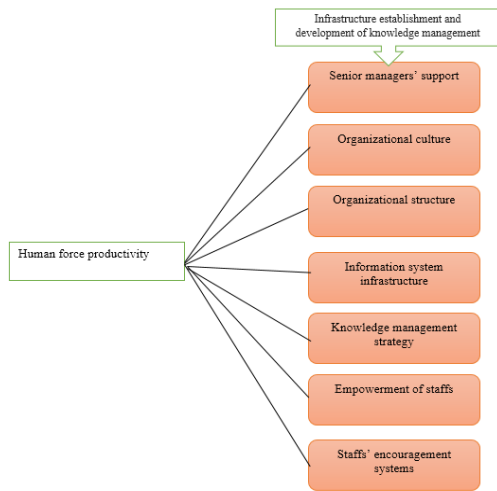 Infrastructure establishment and
development of knowledge management
Senior managers’ support
Organizational culture
Organizational structure
Human force productivity
Information system
infrastructure
Knowledge management
strategy
Empowerment of staffs
Staffs’ encouragement
systems